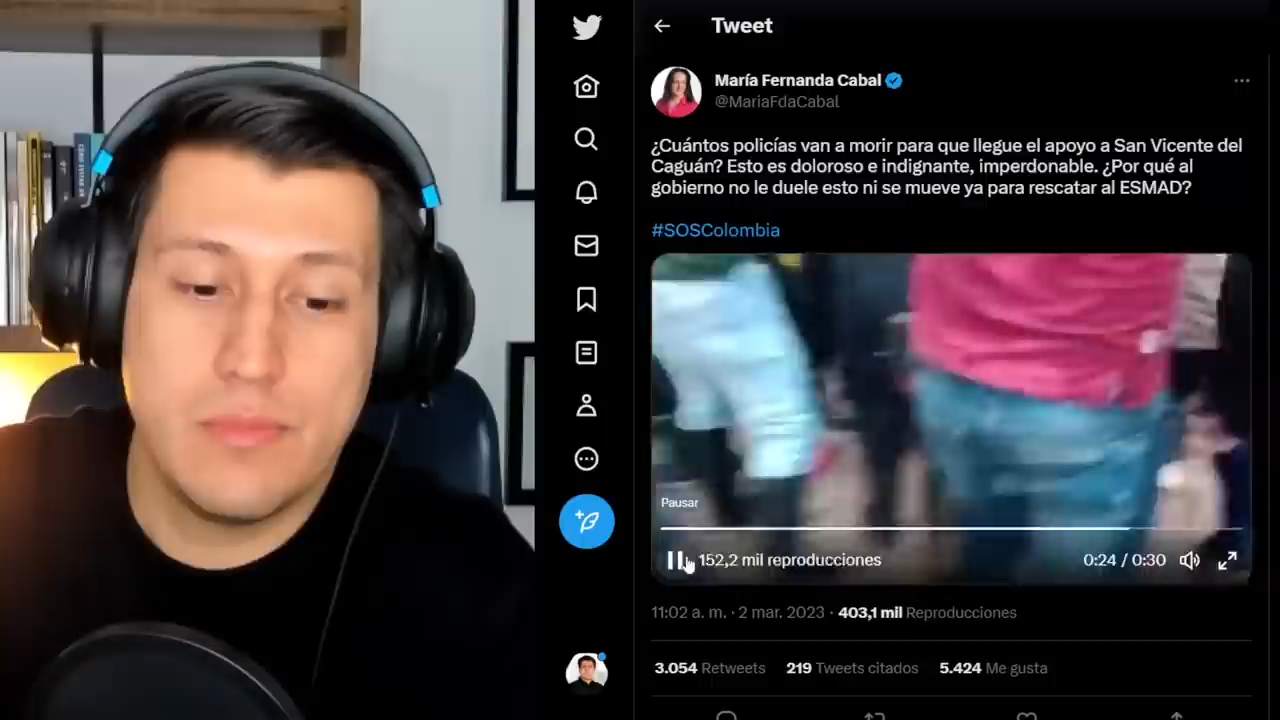 Tweet
María Fernanda Cabal
@MariaFdaCabal
¿Cuántos policías van a morir para que llegue el apoyo a San Vicente del
Caguán? Esto es doloroso e indignante, imperdonable. ¿Por qué al
gobierno no le duele esto ni se mueve ya para rescatar al ESMAD?
#SOSColombia
Pausar
152,2 mil reproducciones
0:24 / 0:30
11:02 a. m. · 2 mar. 2023 · 403,1 mil Reproducciones
3.054 Retweets 219 Tweets citados 5.424 Me gusta